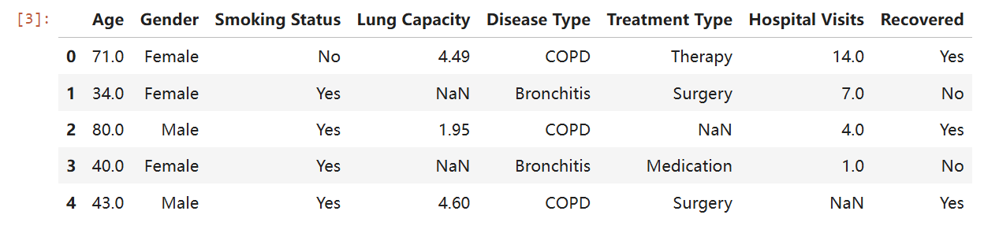 [3]: Age Gender Smoking Status Lung Capacity Disease Type Treatment Type Hospital Visits Recovered
0 71.0 Female No 4.49 COPD Therapy 14.0 Yes
1 34.0 Female Yes NaN Bronchitis Surgery 7.0 No
2 80.0 Male Yes 1.95 COPD NaN 4.0 Yes
3 40.0 Female Yes NaN Bronchitis Medication 1.0 No
4 43.0 Male Yes 4.60 COPD Surgery NaN Yes